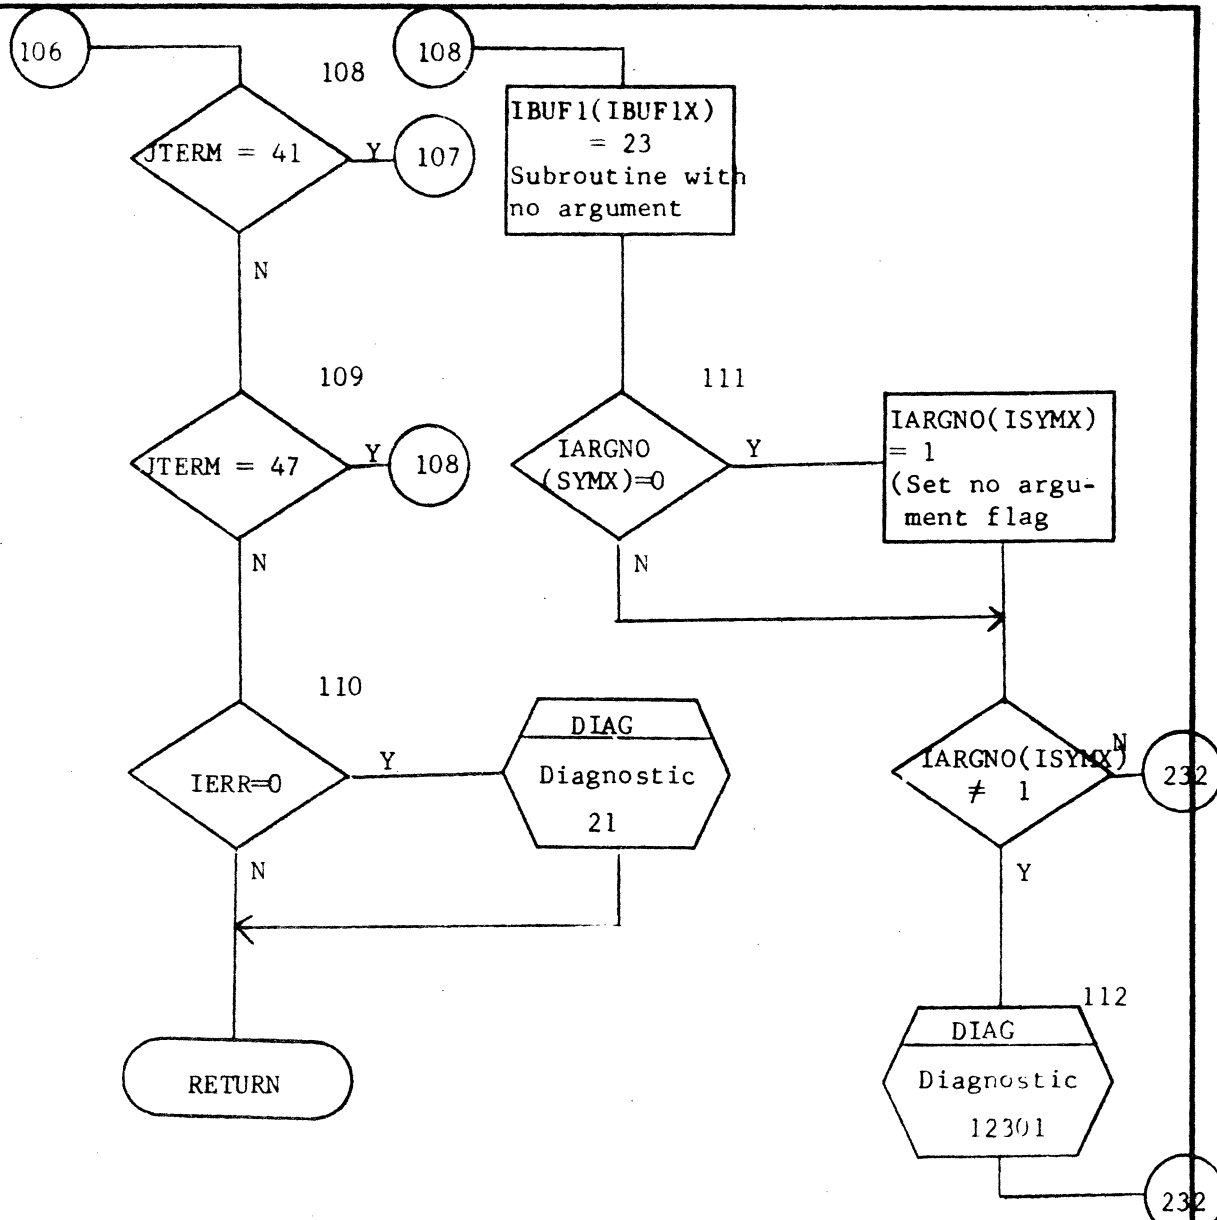 106
108
JTERM = 41
Y
107
N
109
JTERM = 47
Y
108
N
110
IERR=0
Y
DIAG
Diagnostic
21
N
RETURN
108
IBUF1(IBUF1X)
= 23
Subroutine with
no argument
111
IARGNO
(SYMX)=0
Y
IARGNO(ISYMX)
= 1
(Set no argu-
ment flag
N
IARGNO(ISYMX)
≠ 1
N
232
Y
112
DIAG
Diagnostic
12301
232